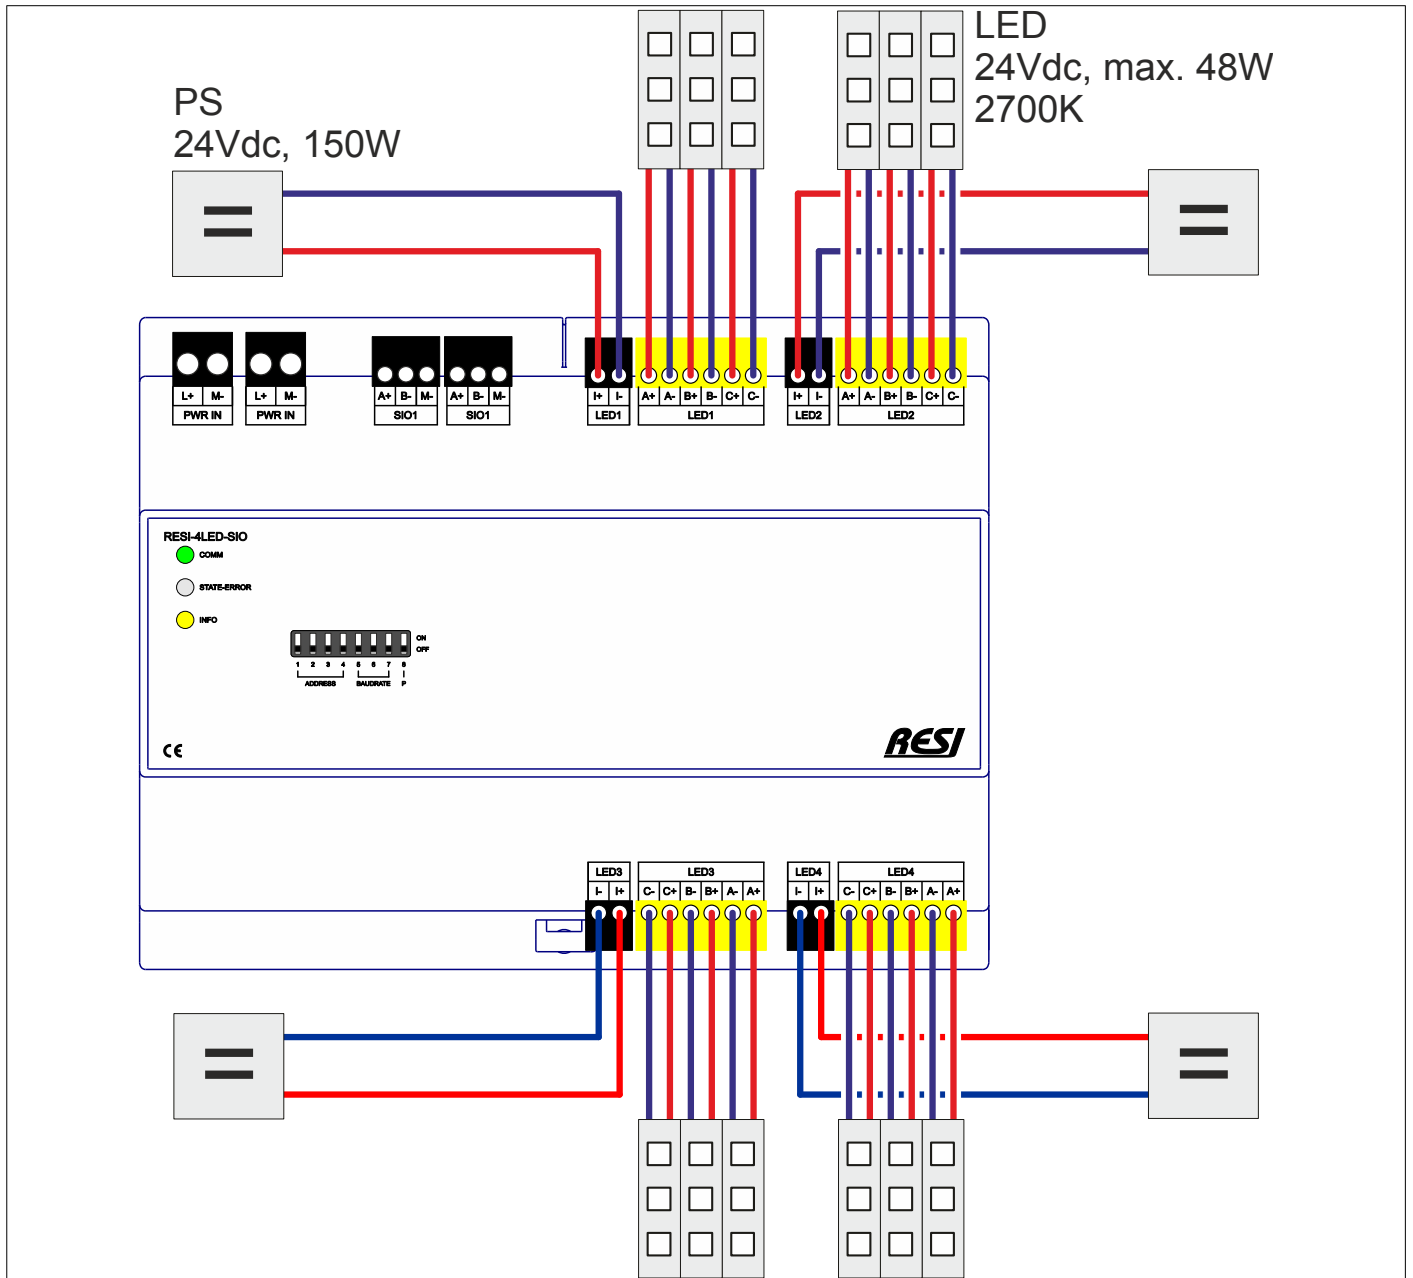 LED
24Vdc, max. 48W
2700K
PS
24Vdc, 150W
L+ M- L+ M- A+ B- M- A+ B- M- I+ I- A+ A- B+ B- C+ C- I+ I- A+ A- B+ B- C+ C-
PWR IN PWR IN SIO1 SIO1 LED1 LED1 LED2 LED2
RESI-4LED-SIO
COMM
STATE-ERROR
INFO
ON
OFF
1 2 3 4 5 6 7 8
ADDRESS BAUDRATE P
CE
RESI
LED3 LED3 LED4 LED4
I- I+ C- C+ B- B+ A- A+ I- I+ C- C+ B- B+ A- A+